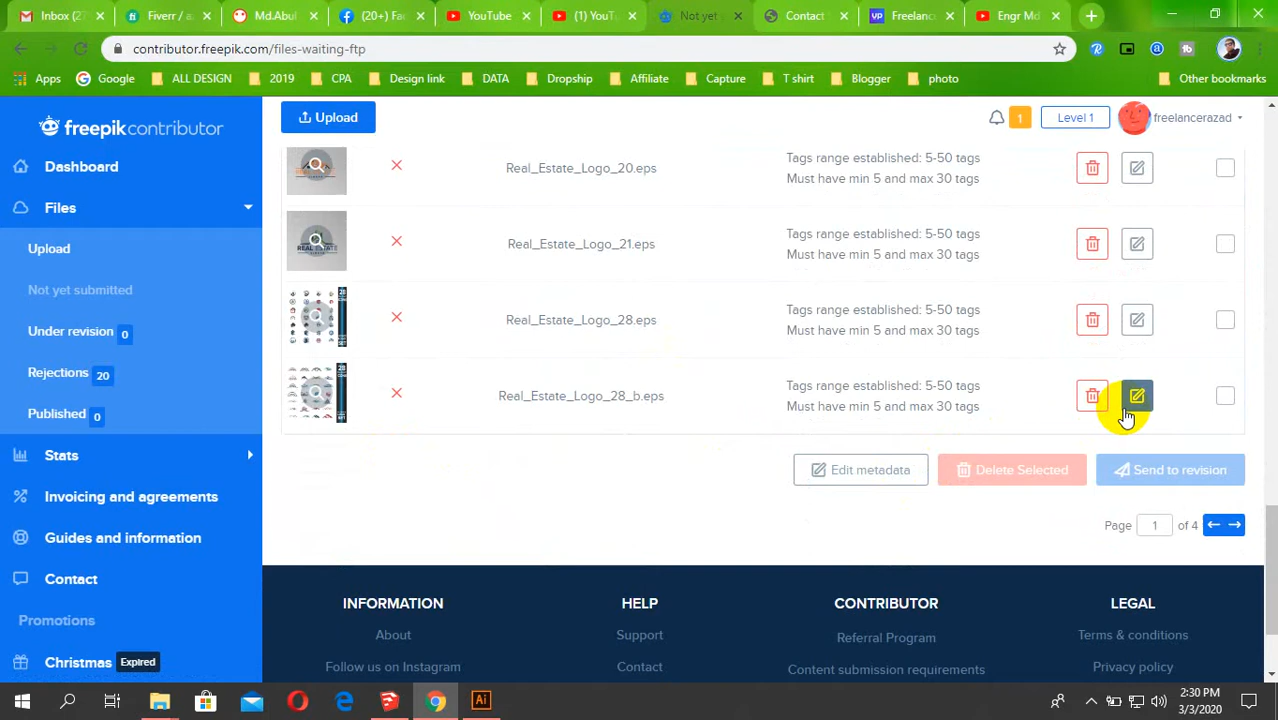 Inbox (27
Fiverr / a
Md.Abul
(20+) Fa
YouTube
(1) YouT
Not yet
Contact
Freelance
Engr Md
contributor.freepik.com/files-waiting-ftp
Apps
Google
ALL DESIGN
2019
CPA
Design link
DATA
Dropship
Affiliate
Capture
T shirt
Blogger
photo
Other bookmarks
freepikcontributor
Upload
1
Level 1
freelancerazad
Dashboard
Files
Upload
Not yet submitted
Under revision 0
Rejections 20
Published 0
Stats
Invoicing and agreements
Guides and information
Contact
Promotions
Christmas Expired
Real_Estate_Logo_20.eps
Tags range established: 5-50 tags
Must have min 5 and max 30 tags
Real_Estate_Logo_21.eps
Tags range established: 5-50 tags
Must have min 5 and max 30 tags
Real_Estate_Logo_28.eps
Tags range established: 5-50 tags
Must have min 5 and max 30 tags
Real_Estate_Logo_28_b.eps
Tags range established: 5-50 tags
Must have min 5 and max 30 tags
Edit metadata
Delete Selected
Send to revision
Page 1 of 4
INFORMATION
About
Follow us on Instagram
HELP
Support
Contact
CONTRIBUTOR
Referral Program
Content submission requirements
LEGAL
Terms & conditions
Privacy policy
Ai
2:30 PM
3/3/2020